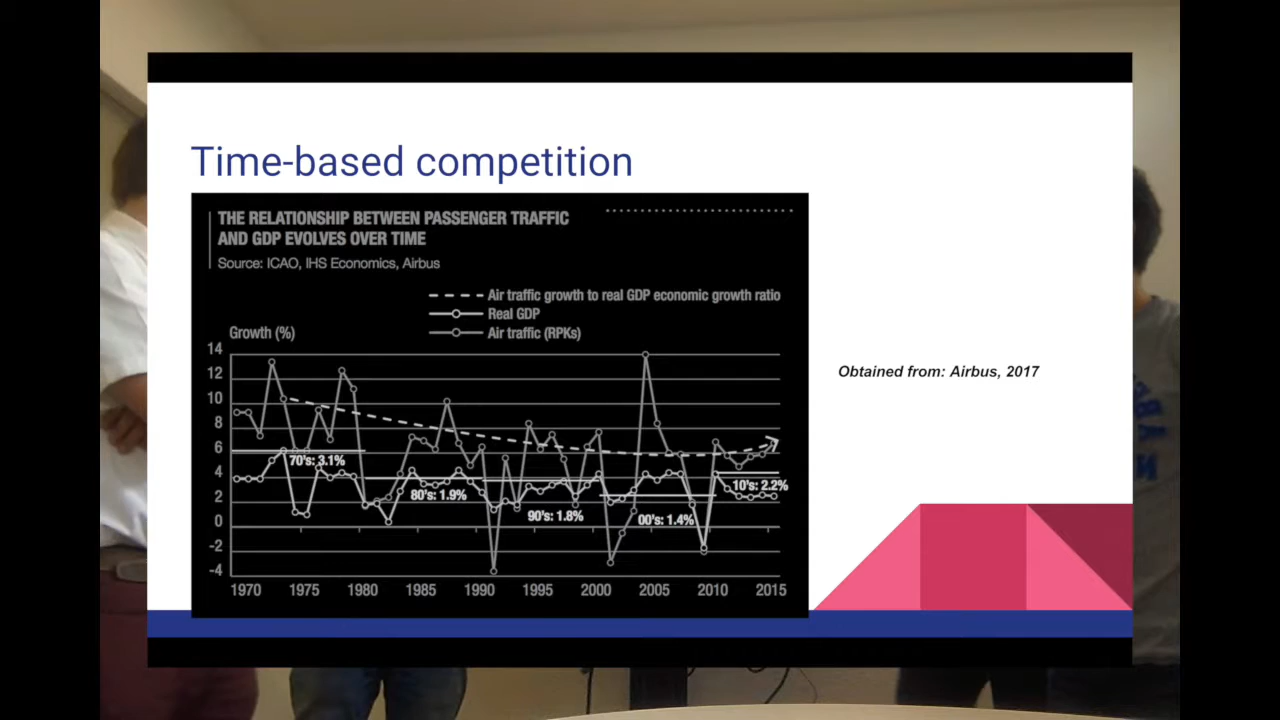 Time-based competition
THE RELATIONSHIP BETWEEN PASSENGER TRAFFIC
AND GDP EVOLVES OVER TIME
Source: ICAO, IHS Economics, Airbus
Air traffic growth to real GDP economic growth ratio
Real GDP
Air traffic (RPKs)
Growth (%)
14
12
10
8
6
4
2
0
-2
-4
70's: 3.1%
80's: 1.9%
90's: 1.8%
00's: 1.4%
10's: 2.2%
1970 1975 1980 1985 1990 1995 2000 2005 2010 2015
Obtained from: Airbus, 2017